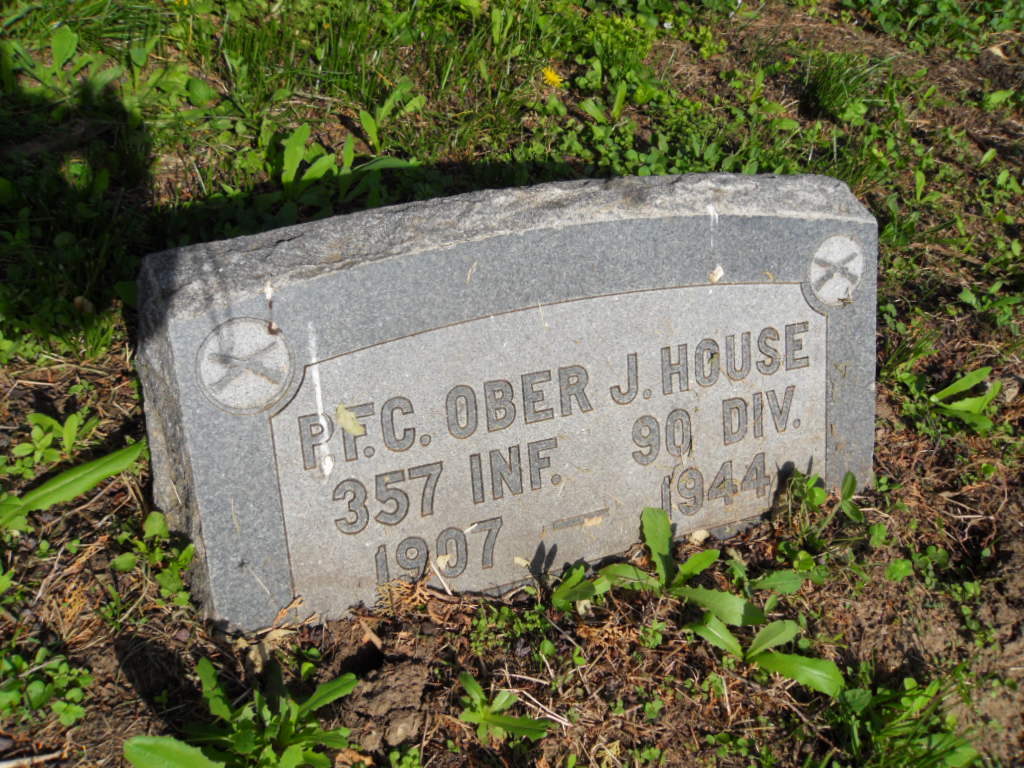 PFC. OBER J. HOUSE
357 INF. 90 DIV.
1907 — 1944